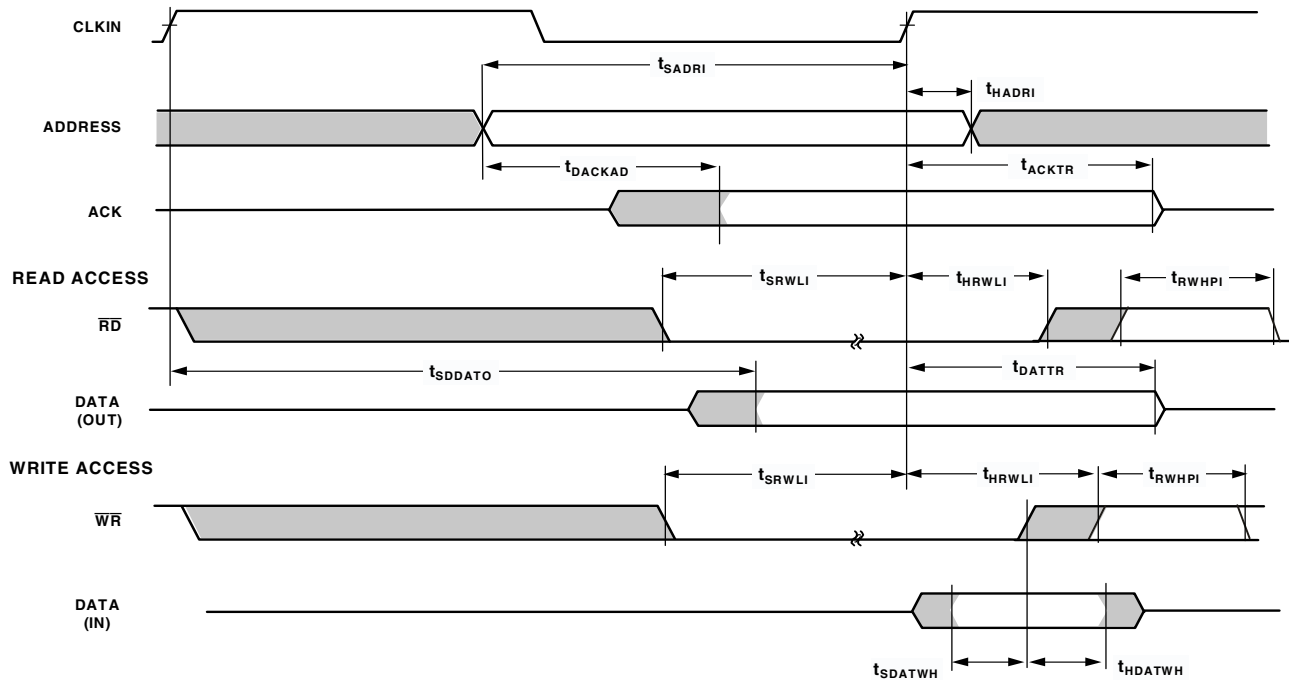 CLKIN
tSADRI
tHADRI
ADDRESS
tDACKAD
tACKTR
ACK
READ ACCESS
tSRWLI
tHRWLI
tRWHPI
RD
tSDDATO
tDATTR
DATA
(OUT)
WRITE ACCESS
tSRWLI
tHRWLI
tRWHPI
WR
DATA
(IN)
tSDATWH
tHDATWH